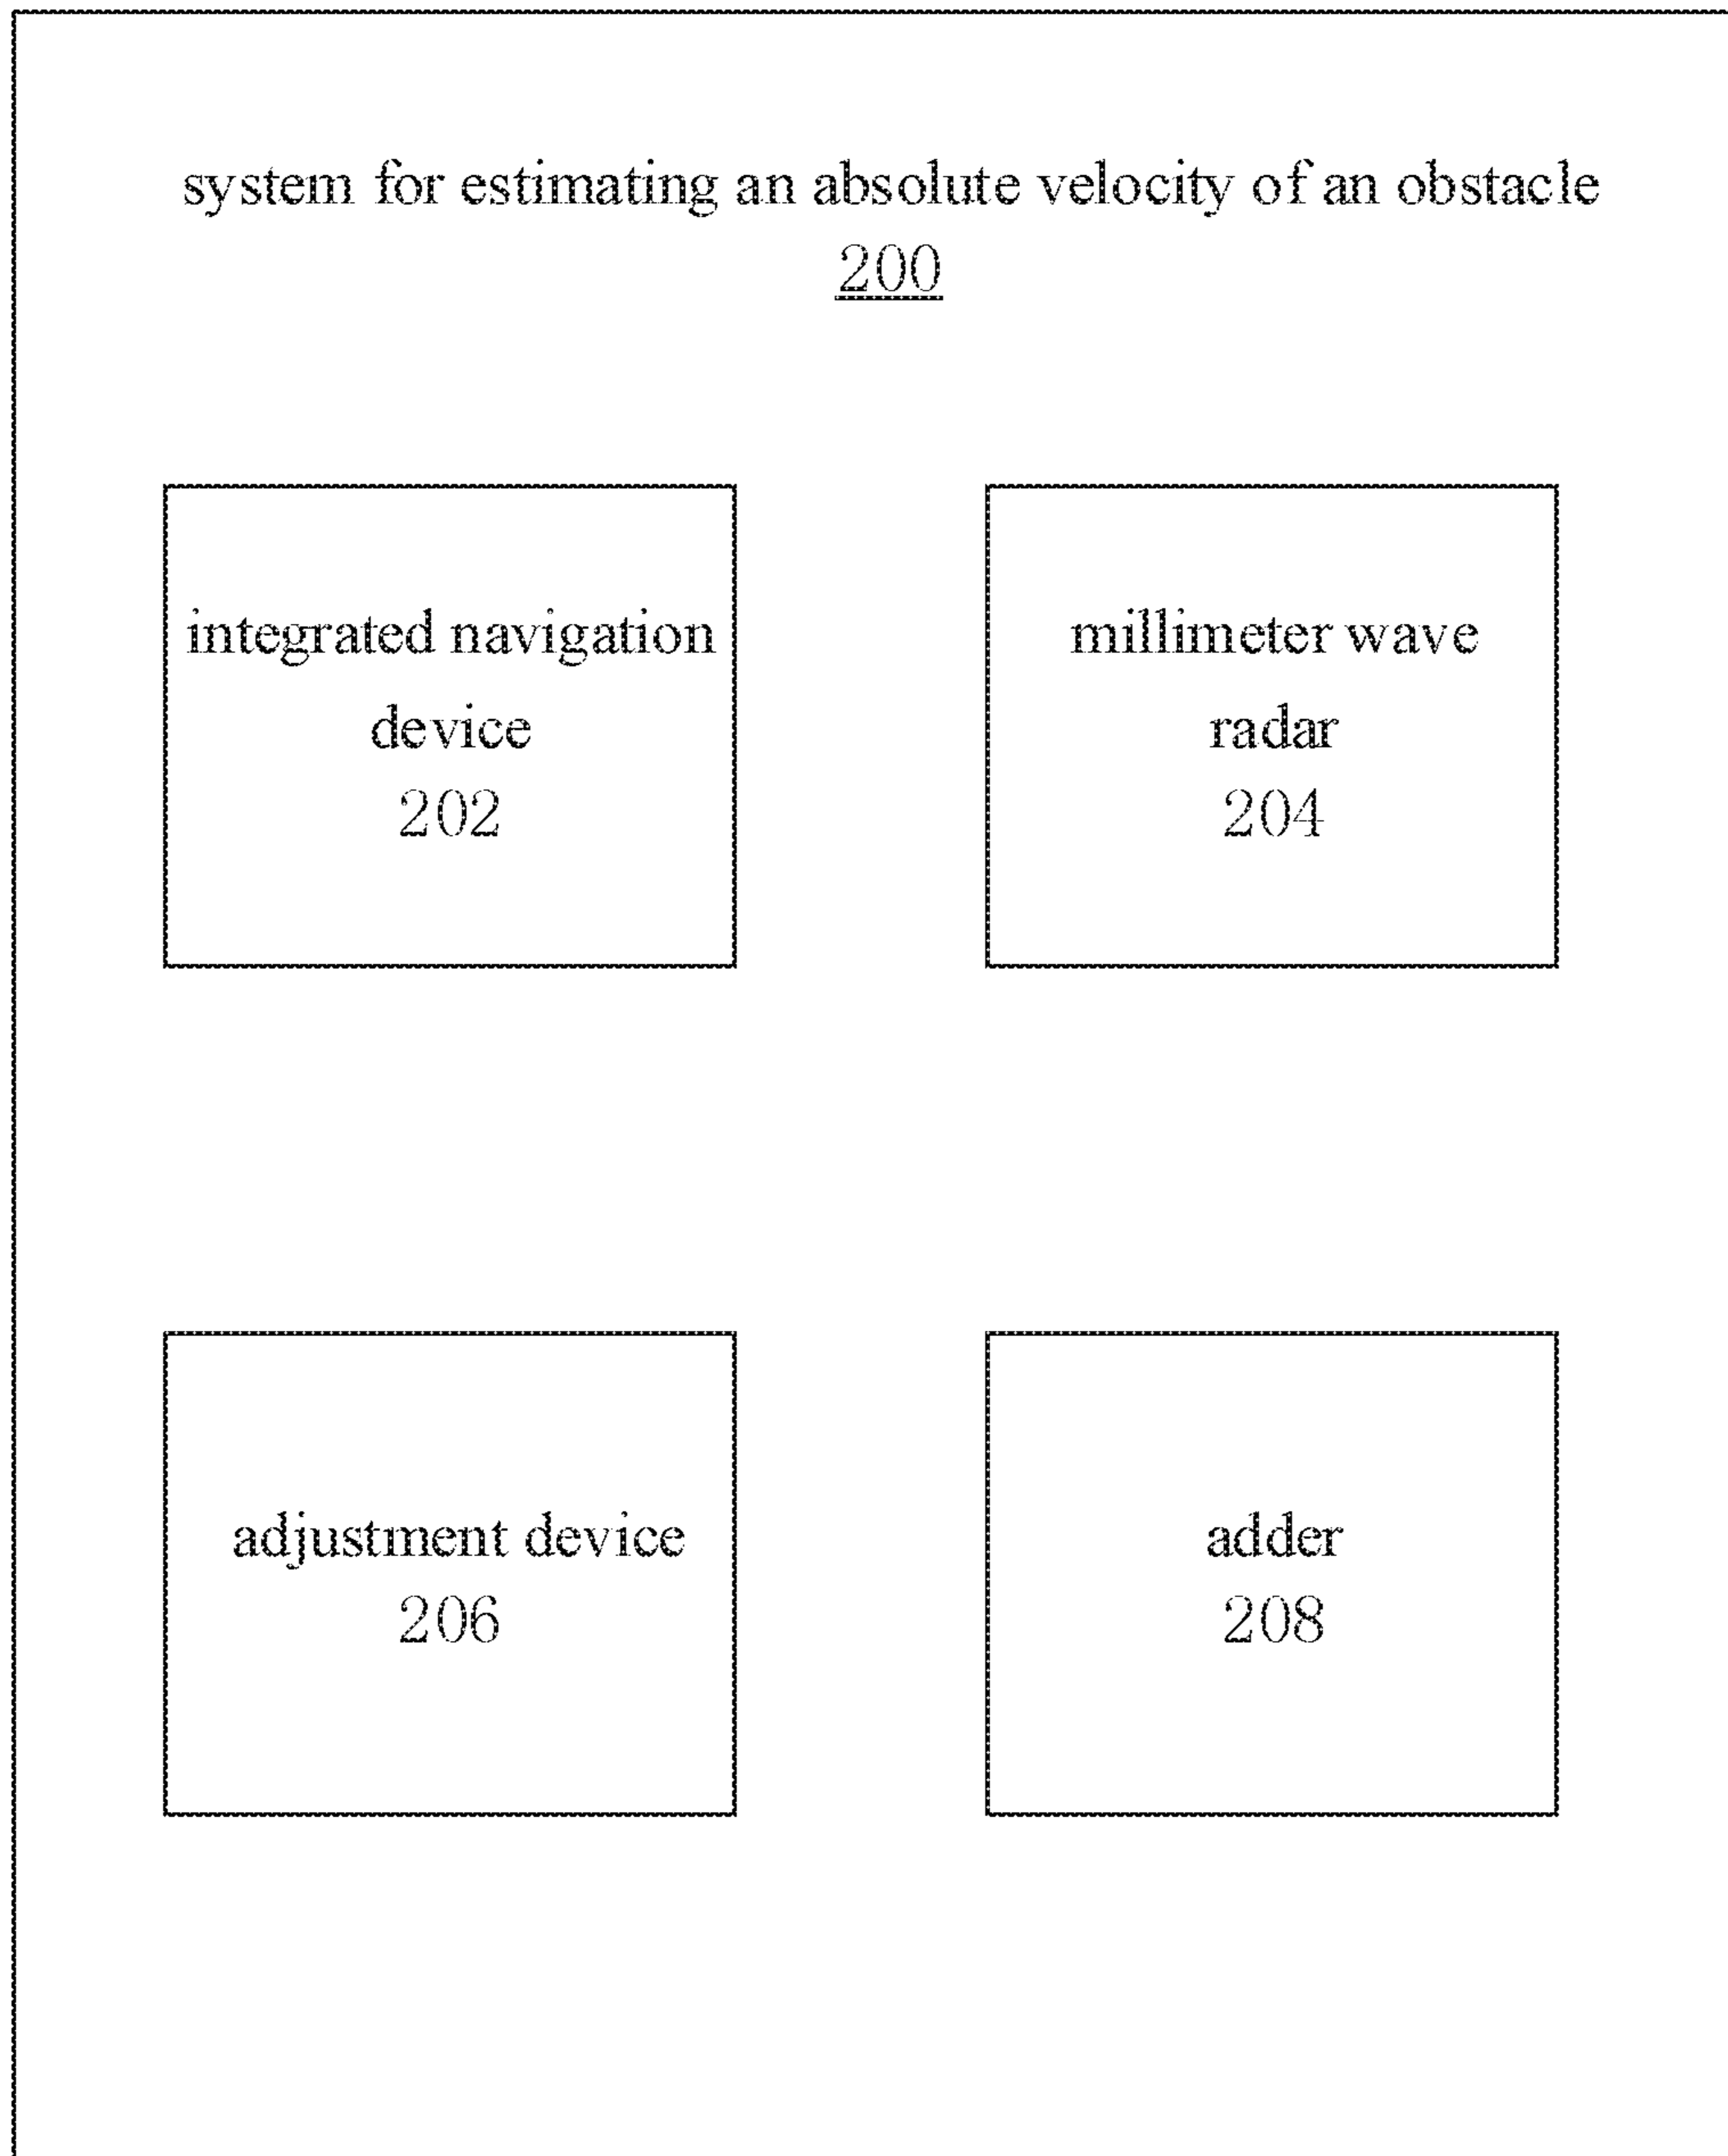 system for estimating an absolute velocity of an obstacle
200
integrated navigation
device
202
millimeter wave
radar
204
adjustment device
206
adder
208